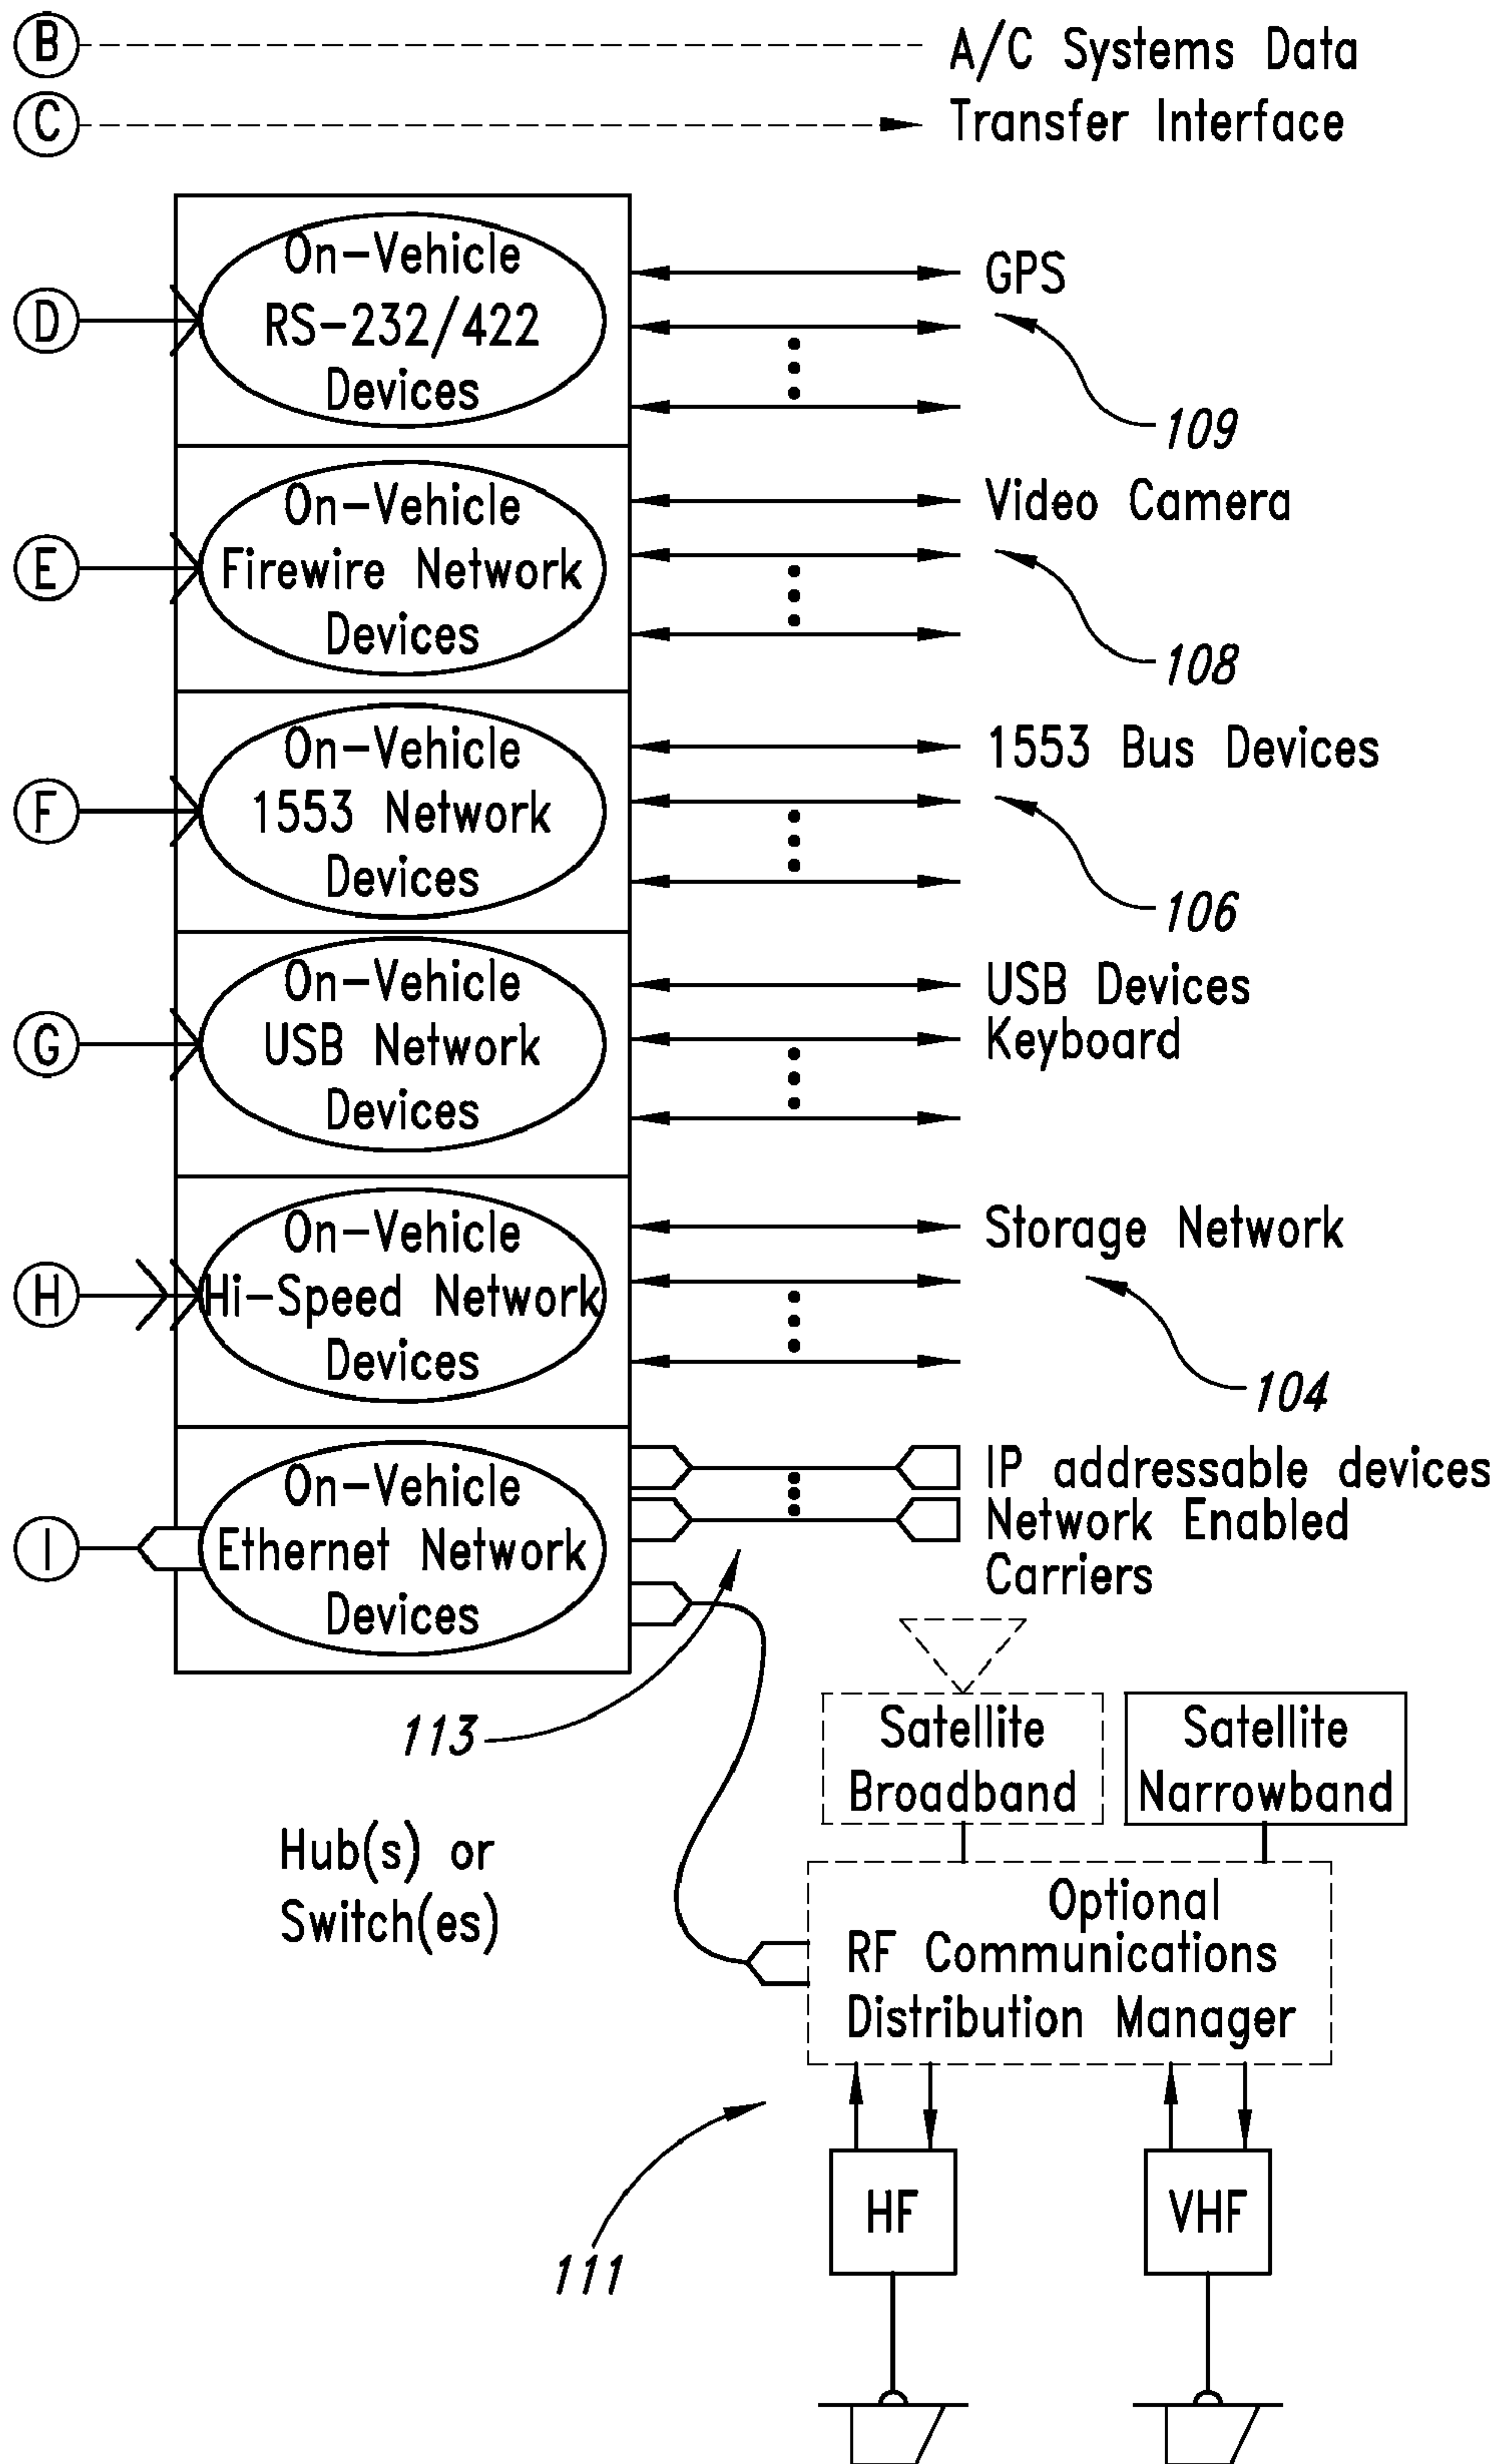 B
A/C Systems Data
C
Transfer Interface
D
On-Vehicle
RS-232/422
Devices
GPS
109
E
On-Vehicle
Firewire Network
Devices
Video Camera
108
F
On-Vehicle
1553 Network
Devices
1553 Bus Devices
106
G
On-Vehicle
USB Network
Devices
USB Devices
Keyboard
H
On-Vehicle
Hi-Speed Network
Devices
Storage Network
104
I
On-Vehicle
Ethernet Network
Devices
IP addressable devices
Network Enabled
Carriers
113
Hub(s) or
Switch(es)
Satellite
Broadband
Satellite
Narrowband
Optional
RF Communications
Distribution Manager
111
HF
VHF